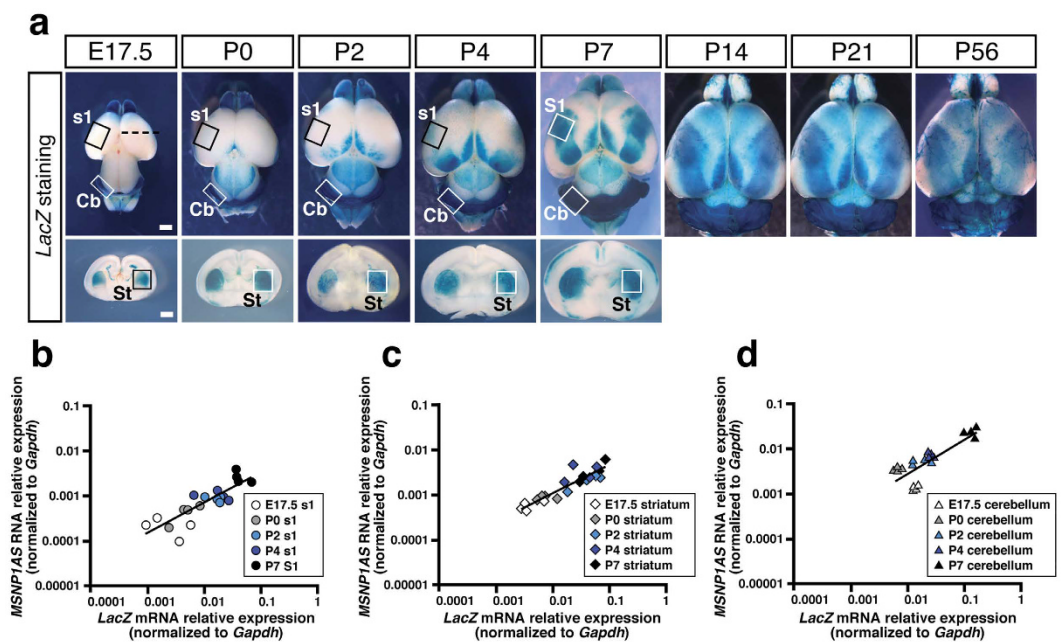 a
E17.5 P0 P2 P4 P7 P14 P21 P56
LacZ staining
s1 s1 s1 s1 S1
Cb Cb Cb Cb Cb
St St St St St
b
MSNP1AS RNA relative expression
(normalized to Gapdh)
0.1
0.01
0.001
0.0001
0.00001
0.0001 0.001 0.01 0.1 1
LacZ mRNA relative expression
(normalized to Gapdh)
E17.5 s1
P0 s1
P2 s1
P4 s1
P7 S1
c
MSNP1AS RNA relative expression
(normalized to Gapdh)
0.1
0.01
0.001
0.0001
0.00001
0.0001 0.001 0.01 0.1 1
LacZ mRNA relative expression
(normalized to Gapdh)
E17.5 striatum
P0 striatum
P2 striatum
P4 striatum
P7 striatum
d
MSNP1AS RNA relative expression
(normalized to Gapdh)
0.1
0.01
0.001
0.0001
0.00001
0.0001 0.001 0.01 0.1 1
LacZ mRNA relative expression
(normalized to Gapdh)
E17.5 cerebellum
P0 cerebellum
P2 cerebellum
P4 cerebellum
P7 cerebellum